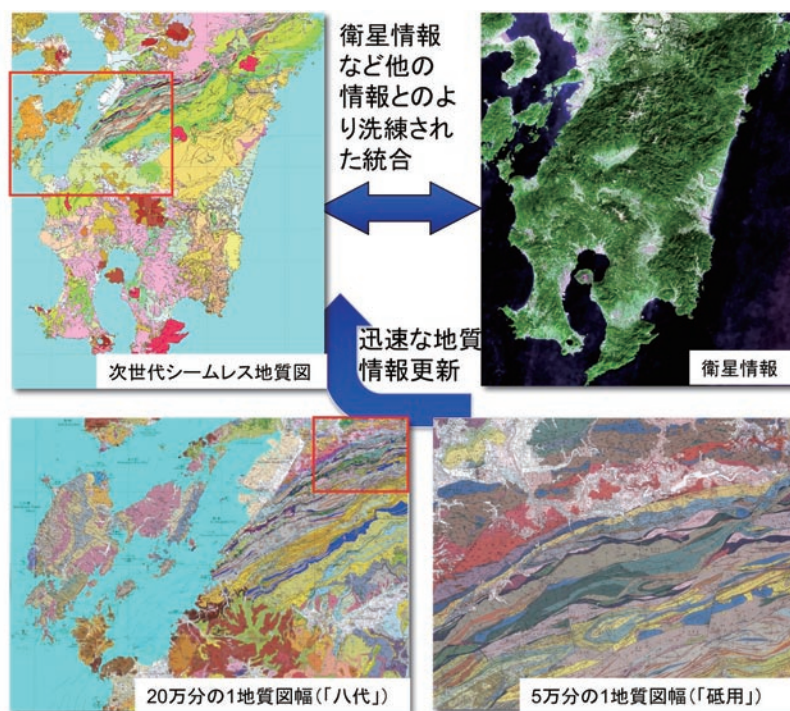 衛星情報
など他の
情報とのよ
り洗練され
た統合
次世代シームレス地質図
迅速な地質
情報更新
衛星情報
20万分の1地質図幅(「八代」)
5万分の1地質図幅(「砥用」)